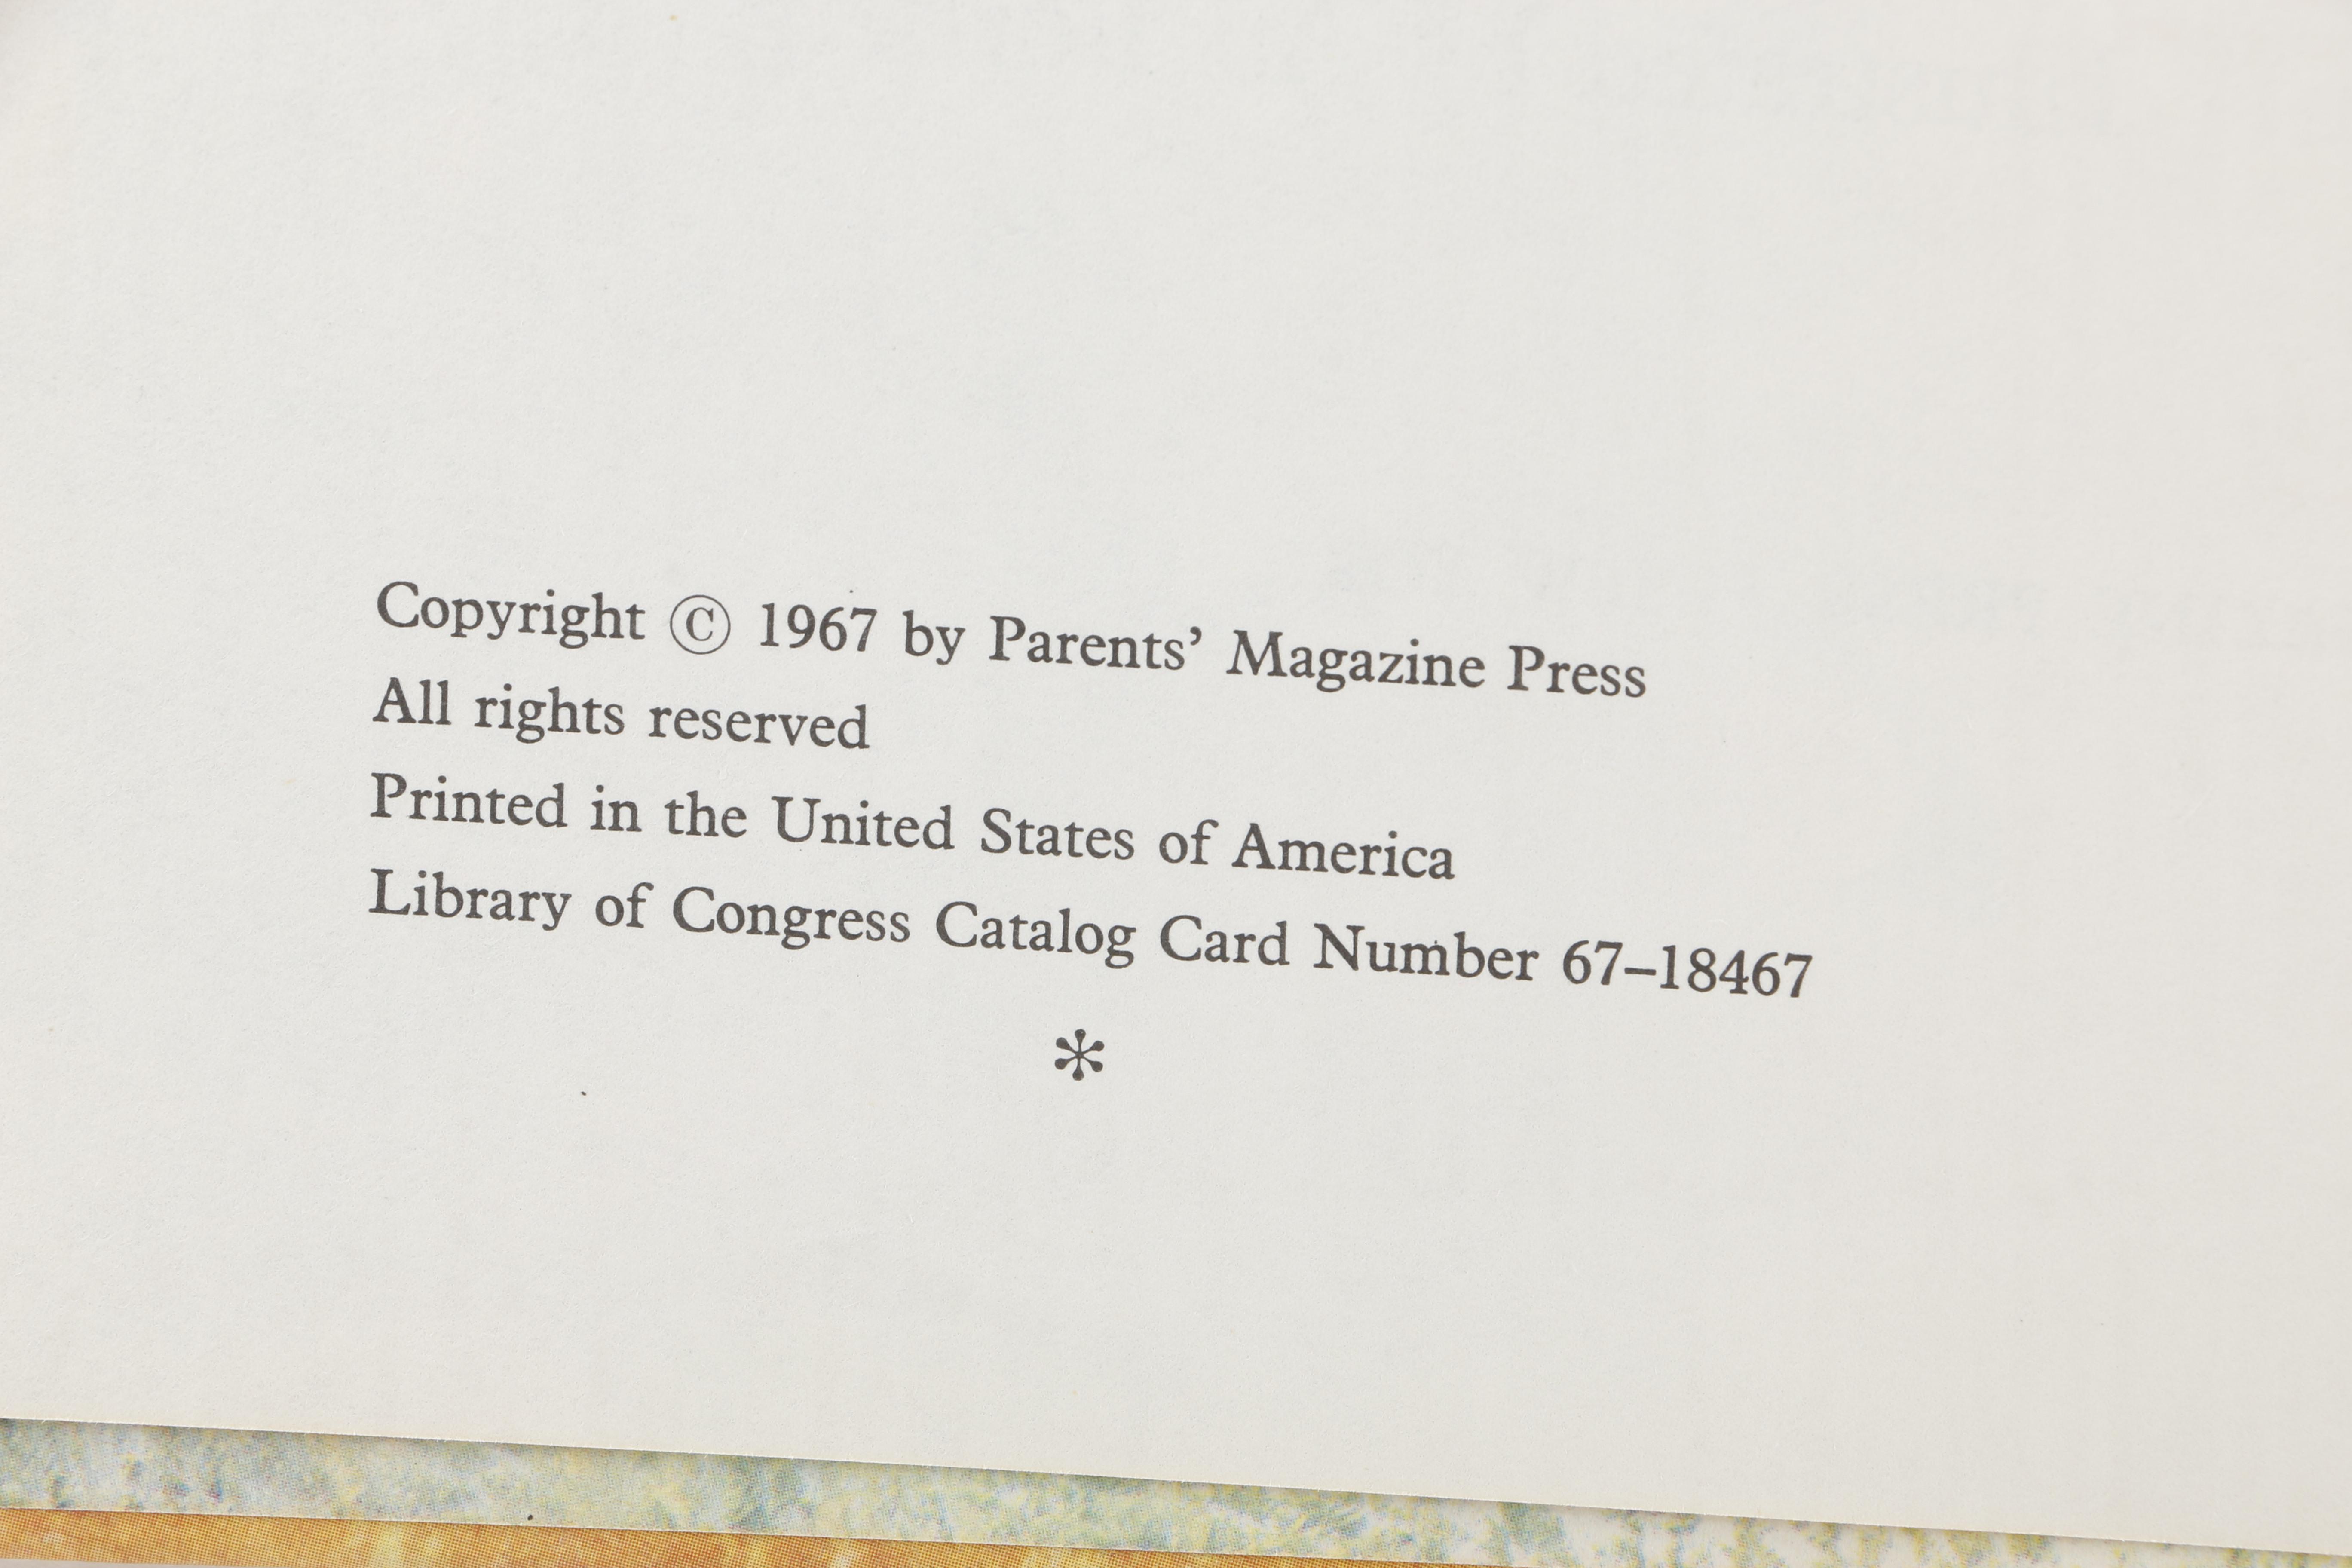 Copyright © 1967 by Parents’ Magazine Press
All rights reserved
Printed in the United States of America
Library of Congress Catalog Card Number 67–18467
*